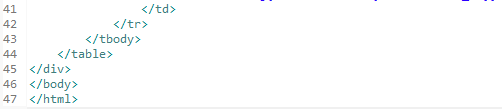 41 </td>
42 </tr>
43 </tbody>
44 </table>
45 </div>
46 </body>
47 </html>